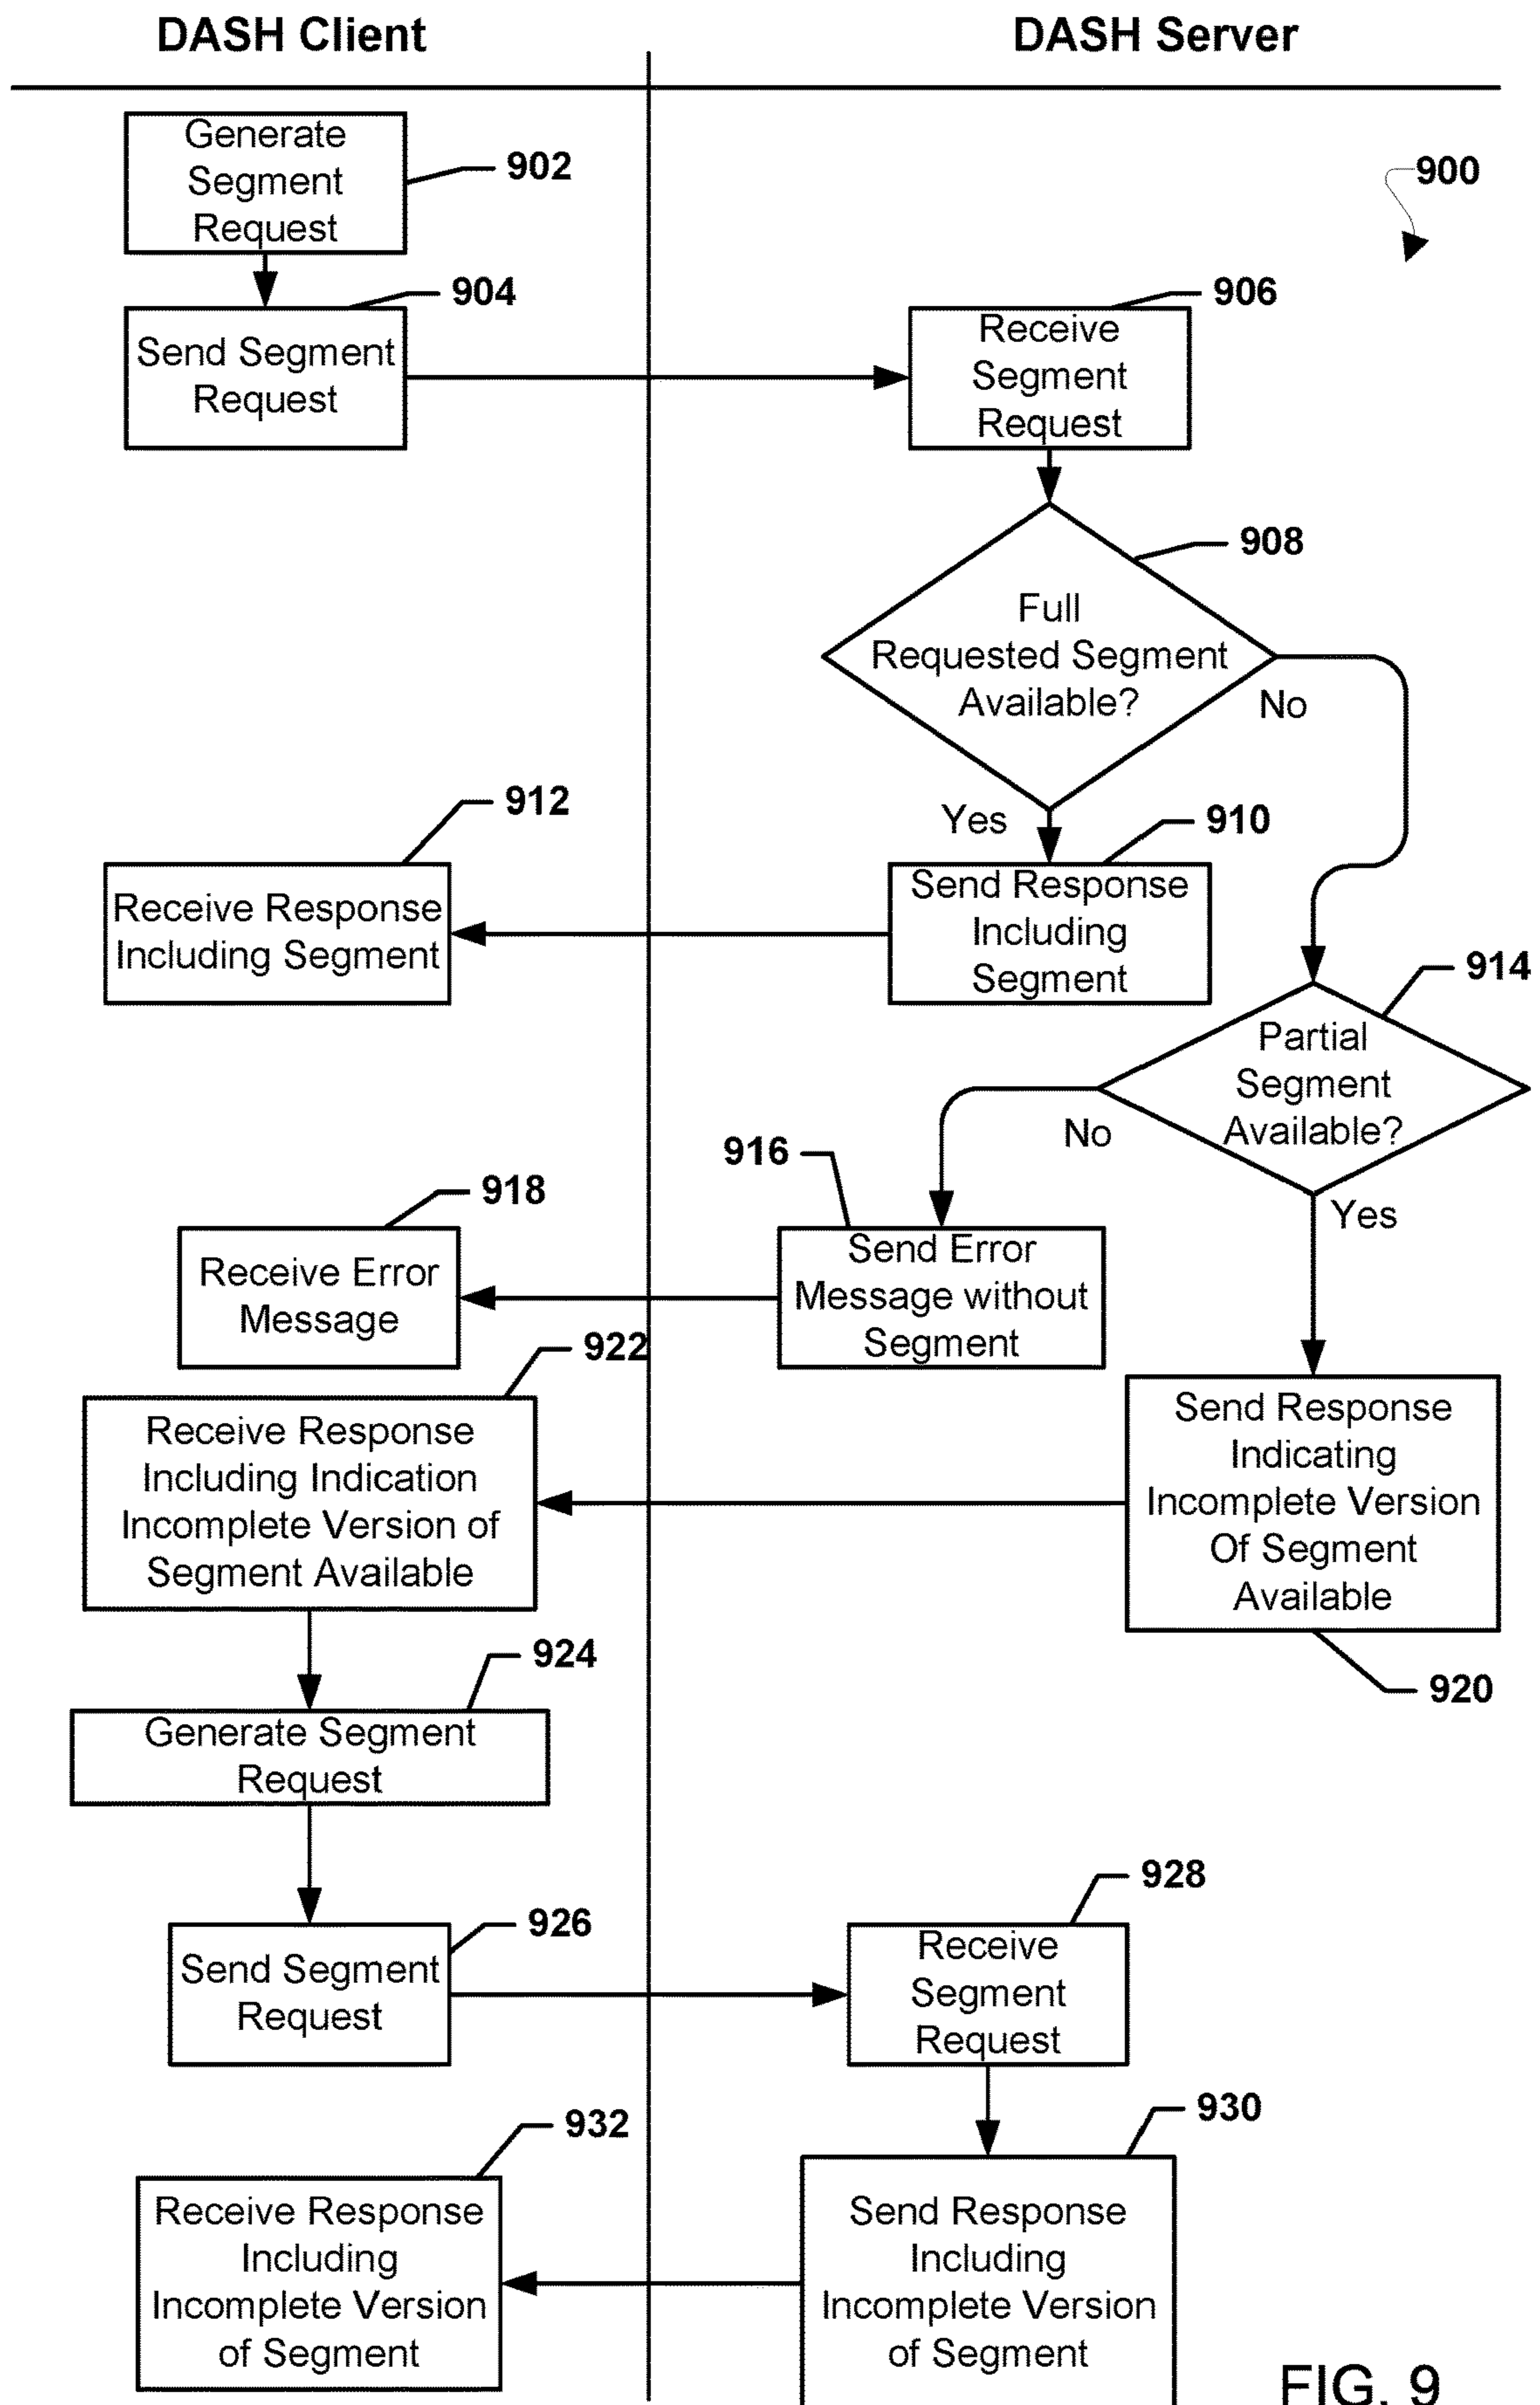 DASH Client
DASH Server
Generate
Segment
Request
902
900
904
Send Segment
Request
906
Receive
Segment
Request
908
Full
Requested Segment
Available?
No
Yes
912
Receive Response
Including Segment
910
Send Response
Including
Segment
914
Partial
Segment
Available?
No
Yes
916
Send Error
Message without
Segment
918
Receive Error
Message
922
Receive Response
Including Indication
Incomplete Version of
Segment Available
Send Response
Indicating
Incomplete Version
Of Segment
Available
920
924
Generate Segment
Request
926
Send Segment
Request
928
Receive
Segment
Request
930
Send Response
Including
Incomplete Version
of Segment
932
Receive Response
Including
Incomplete Version
of Segment
FIG. 9